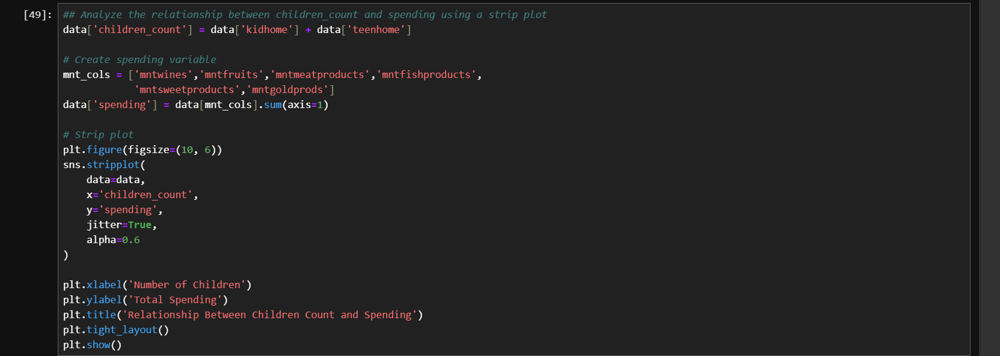 [49]: ## Analyze the relationship between children_count and spending using a strip plot
data['children_count'] = data['kidhome'] + data['teenhome']
# Create spending variable
mnt_cols = ['mntwines','mntfruits','mntmeatproducts','mntfishproducts',
'mntsweetproducts','mntgoldprods']
data['spending'] = data[mnt_cols].sum(axis=1)
# Strip plot
plt.figure(figsize=(10, 6))
sns.stripplot(
data=data,
x='children_count',
y='spending',
jitter=True,
alpha=0.6
)
plt.xlabel('Number of Children')
plt.ylabel('Total Spending')
plt.title('Relationship Between Children Count and Spending')
plt.tight_layout()
plt.show()